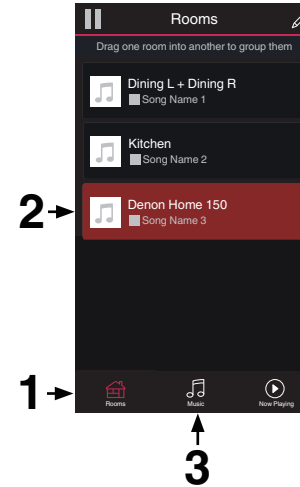 Rooms
Drag one room into another to group them
Dining L + Dining R
Song Name 1
Kitchen
Song Name 2
2
Denon Home 150
Song Name 3
1
Rooms
Music
Now Playing
3